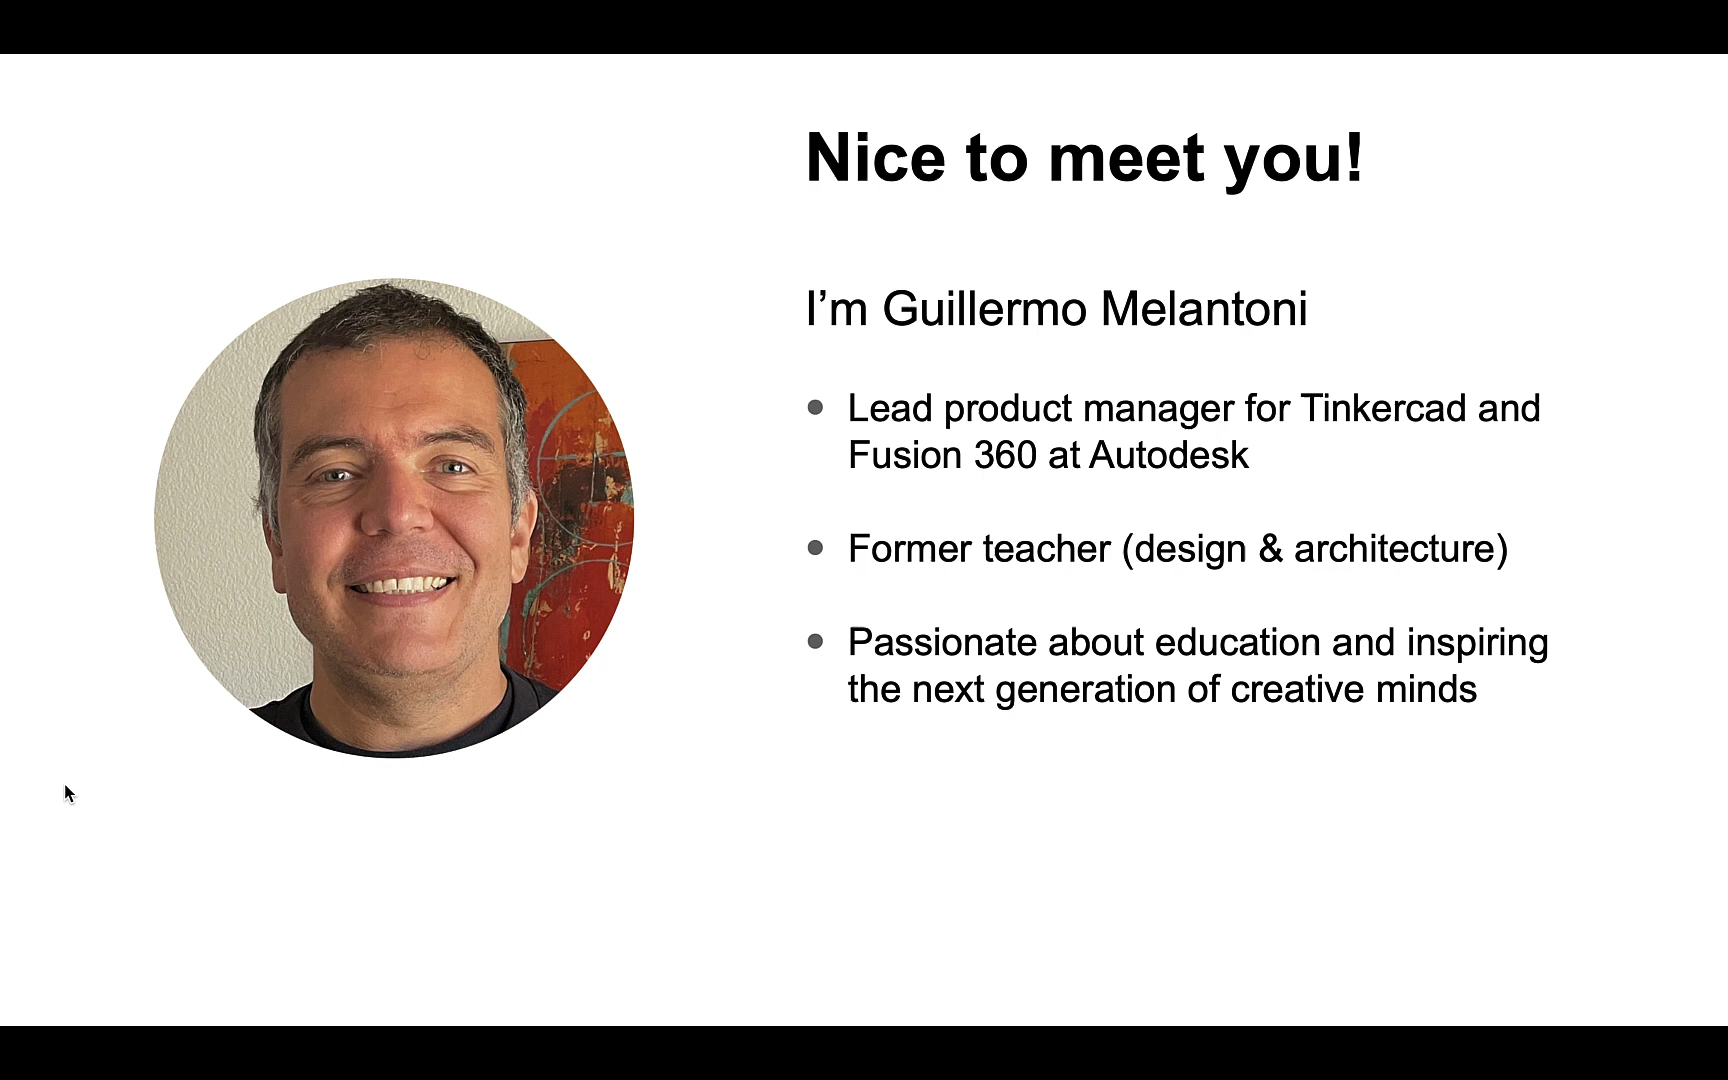 Nice to meet you!
I’m Guillermo Melantoni
• Lead product manager for Tinkercad and
Fusion 360 at Autodesk
• Former teacher (design & architecture)
• Passionate about education and inspiring
the next generation of creative minds